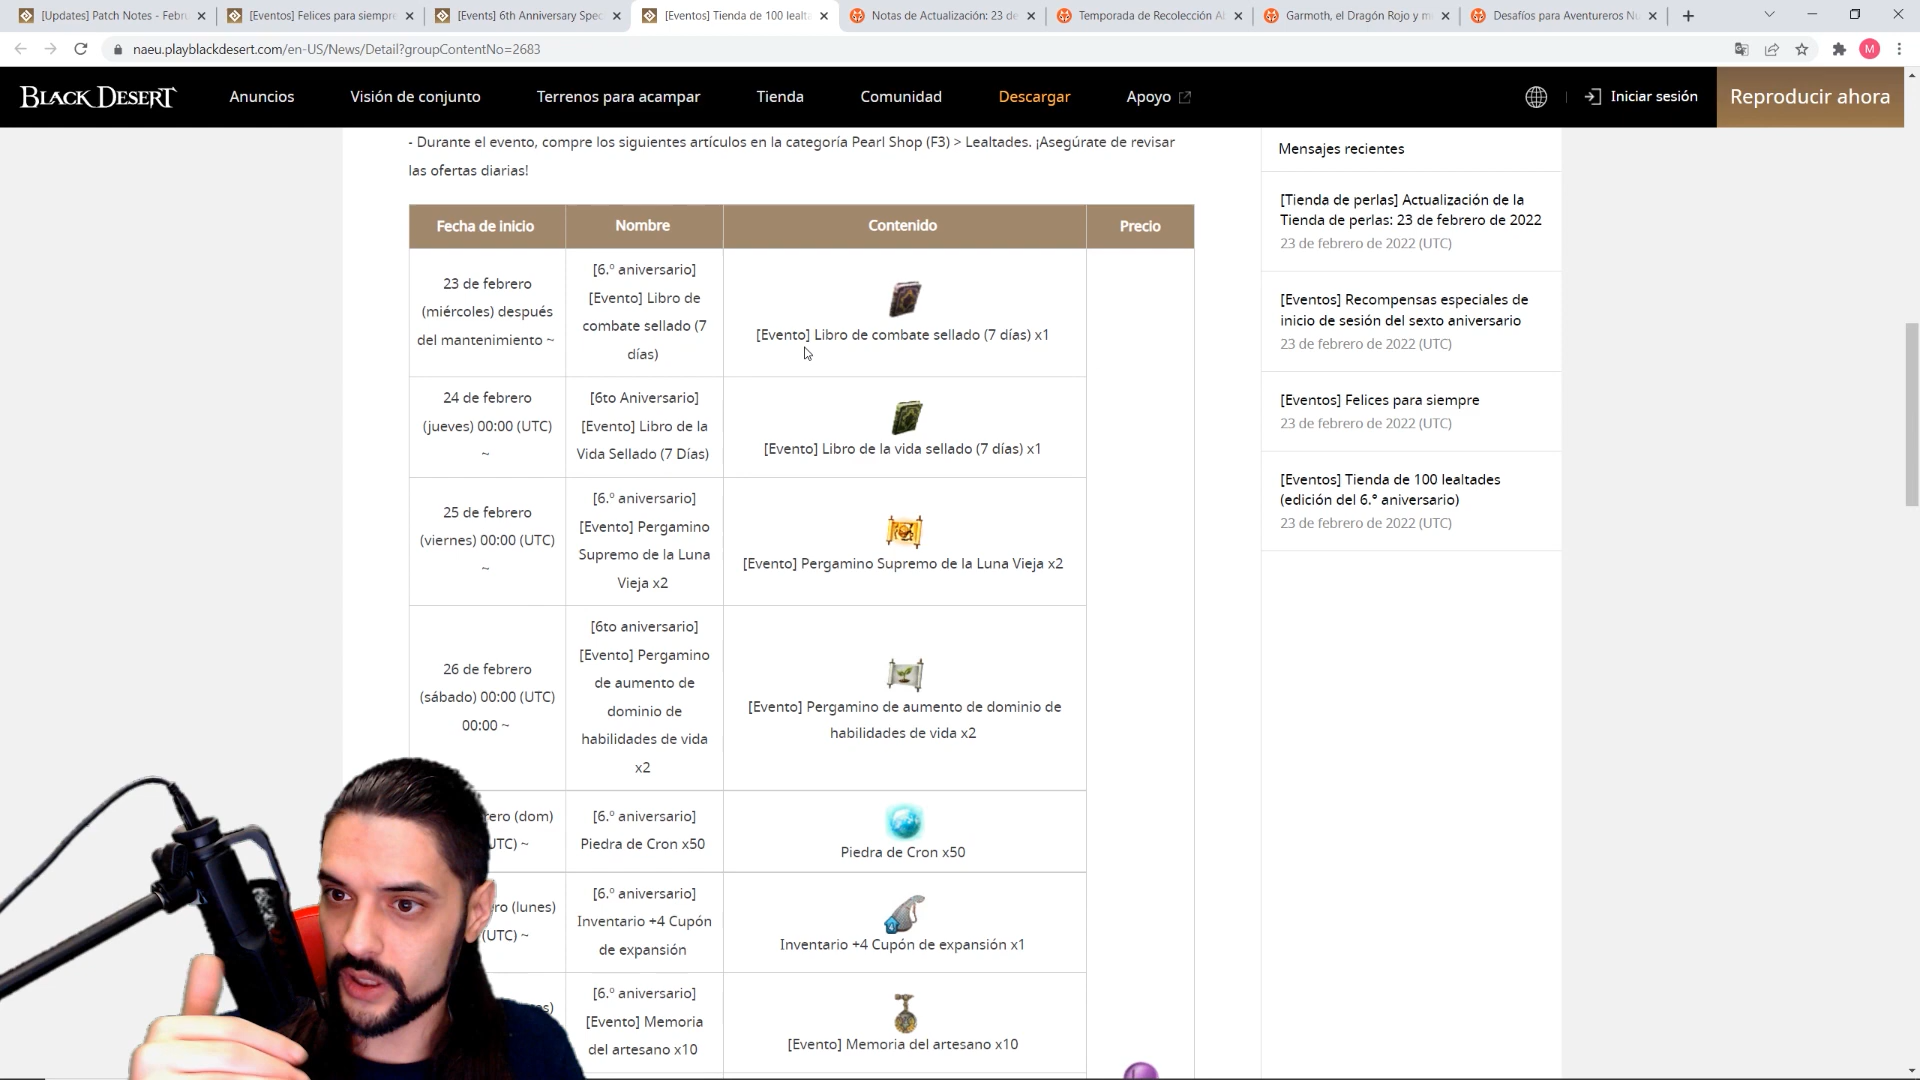 [Updates] Patch Notes - Febru
[Eventos] Felices para siempre
[Events] 6th Anniversary Spec
[Eventos] Tienda de 100 lealta
Notas de Actualización: 23 de
Temporada de Recolección Al
Garmoth, el Dragón Rojo y m
Desafíos para Aventureros Nu
naeu.playblackdesert.com/en-US/News/Detail?groupContentNo=2683
M
BLACK DESERT
Anuncios
Visión de conjunto
Terrenos para acampar
Tienda
Comunidad
Descargar
Apoyo
Iniciar sesión
Reproducir ahora
- Durante el evento, compre los siguientes artículos en la categoría Pearl Shop (F3) > Lealtades. ¡Asegúrate de revisar
las ofertas diarias!
Fecha de inicio
Nombre
Contenido
Precio
23 de febrero
(miércoles) después
del mantenimiento ~
[6.º aniversario]
[Evento] Libro de
combate sellado (7
días)
[Evento] Libro de combate sellado (7 días) x1
24 de febrero
(jueves) 00:00 (UTC)
~
[6to Aniversario]
[Evento] Libro de la
Vida Sellado (7 Días)
[Evento] Libro de la vida sellado (7 días) x1
25 de febrero
(viernes) 00:00 (UTC)
~
[6.º aniversario]
[Evento] Pergamino
Supremo de la Luna
Vieja x2
[Evento] Pergamino Supremo de la Luna Vieja x2
26 de febrero
(sábado) 00:00 (UTC)
00:00 ~
[6to aniversario]
[Evento] Pergamino
de aumento de
dominio de
habilidades de vida
x2
[Evento] Pergamino de aumento de dominio de
habilidades de vida x2
rero (dom)
UTC) ~
[6.º aniversario]
Piedra de Cron x50
Piedra de Cron x50
ro (lunes)
(UTC) ~
[6.º aniversario]
Inventario +4 Cupón
de expansión
4
Inventario +4 Cupón de expansión x1
[6.º aniversario]
[Evento] Memoria
del artesano x10
[Evento] Memoria del artesano x10
Mensajes recientes
[Tienda de perlas] Actualización de la
Tienda de perlas: 23 de febrero de 2022
23 de febrero de 2022 (UTC)
[Eventos] Recompensas especiales de
inicio de sesión del sexto aniversario
23 de febrero de 2022 (UTC)
[Eventos] Felices para siempre
23 de febrero de 2022 (UTC)
[Eventos] Tienda de 100 lealtades
(edición del 6.º aniversario)
23 de febrero de 2022 (UTC)